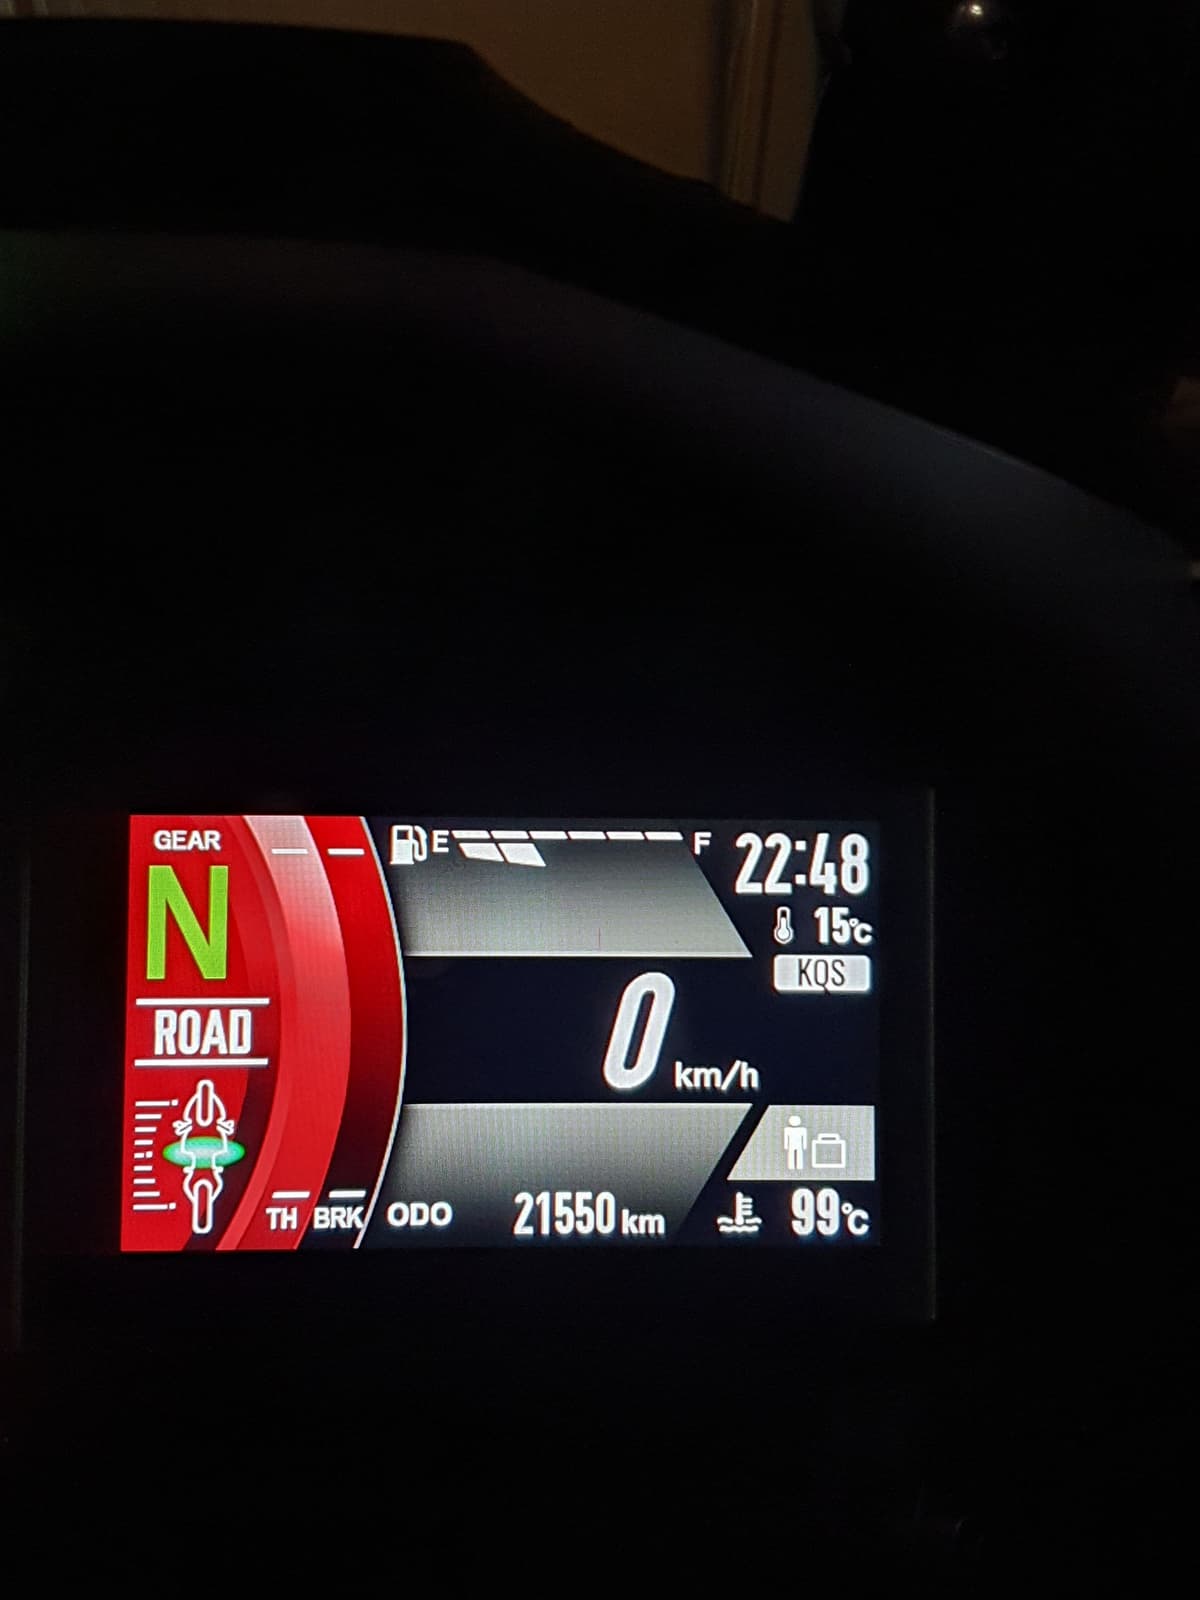 GEAR
N
ROAD
TH BRK
E F
22:48
15°C
KQS
0 km/h
ODO 21550 km
99°C